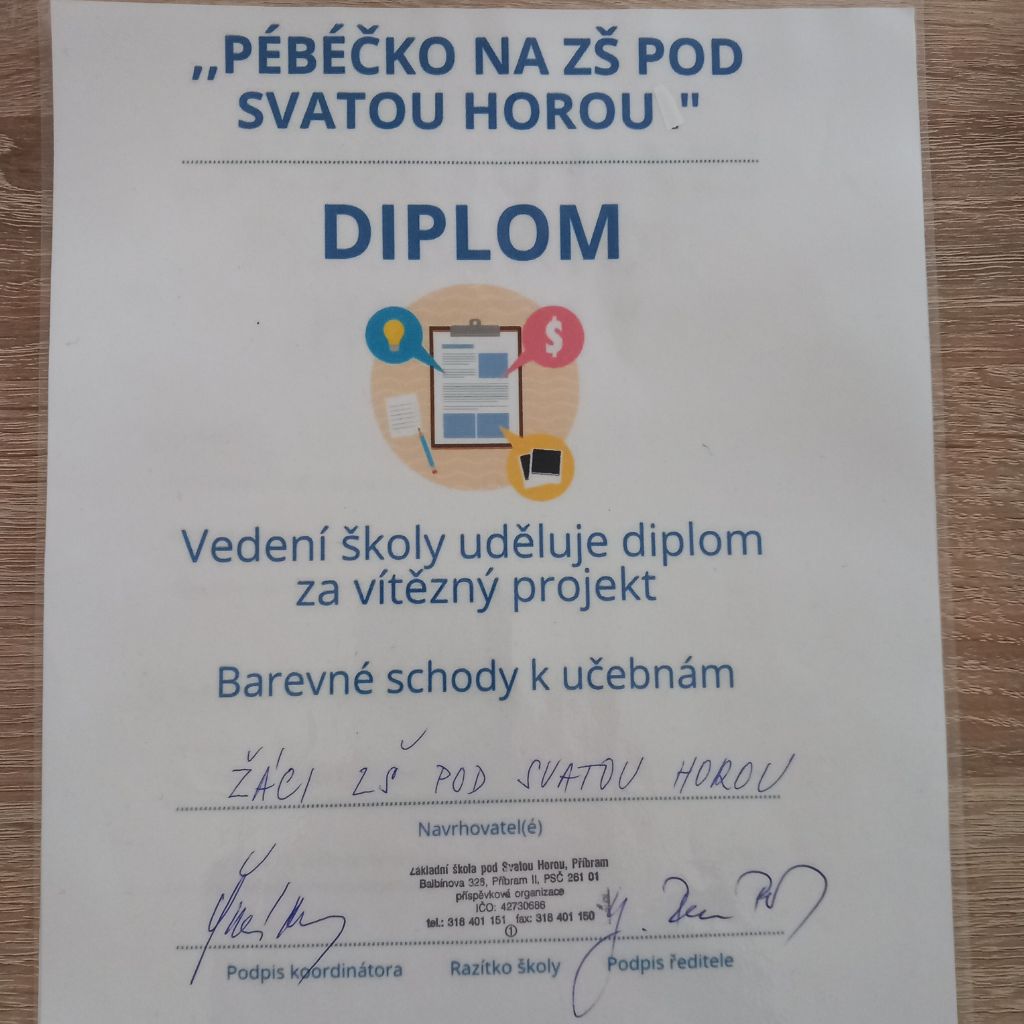 ,,PÉBÉČKO NA ZŠ POD
SVATOU HOROU "
DIPLOM
$
Vedení školy uděluje diplom
za vítězný projekt
Barevné schody k učebnám
ŽÁCI ZŠ POD SVATOU HOROU
Navrhovatel(é)
Základní škola pod Svatou Horou, Příbram
Balbínova 328, Příbram II, PSČ 261 01
příspěvková organizace
IČO: 42730686
tel.: 318 401 151 fax: 318 401 150
1
Podpis koordinátora Razítko školy Podpis ředitele